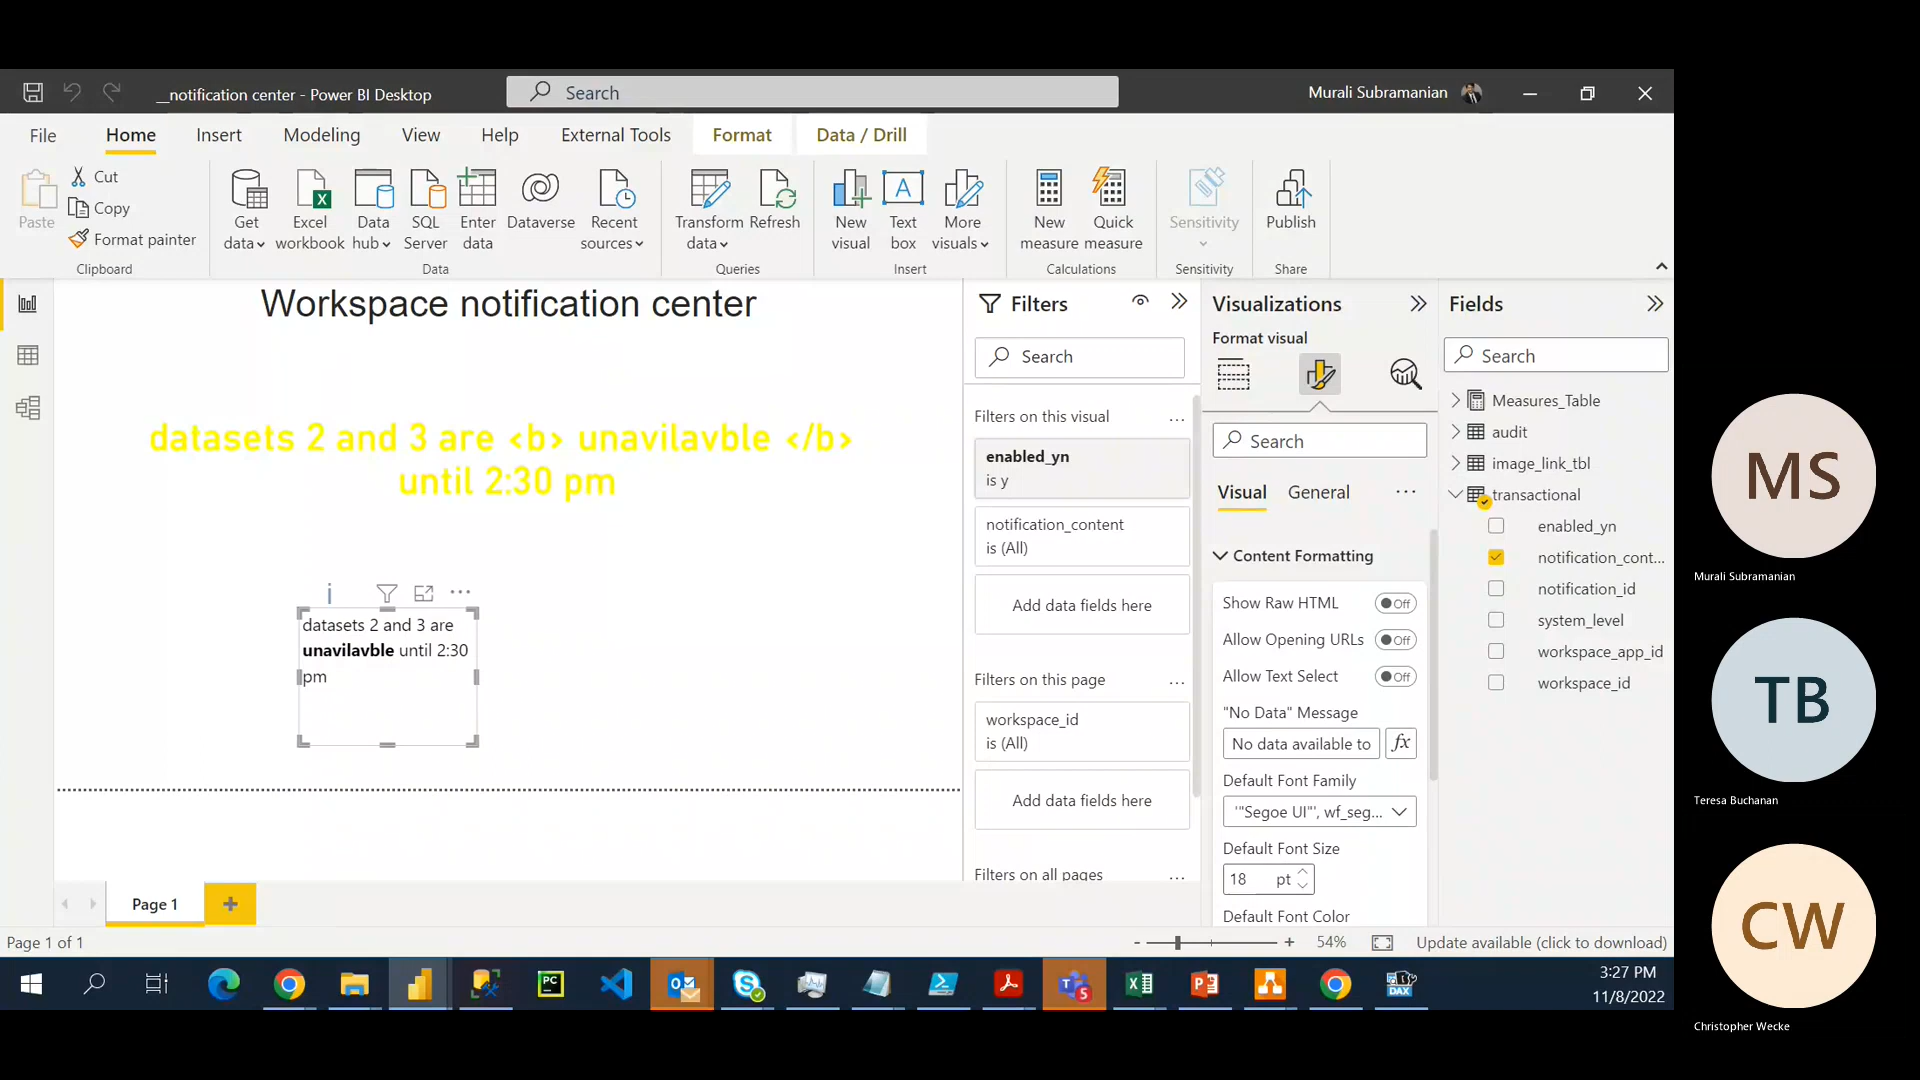 __notification center - Power BI Desktop
Search
Murali Subramanian
File
Home
Insert
Modeling
View
Help
External Tools
Format
Data / Drill
Paste
Cut
Copy
Format painter
Clipboard
Get data
Excel workbook
Data hub
SQL Server
Enter data
Dataverse
Recent sources
Data
Transform data
Refresh
Queries
New visual
Text box
More visuals
Insert
New measure
Quick measure
Calculations
Sensitivity
Sensitivity
Publish
Share
Workspace notification center
datasets 2 and 3 are <b> unavilavble </b>
until 2:30 pm
datasets 2 and 3 are
unavilavble until 2:30
pm
Filters
Search
Filters on this visual
enabled_yn
is y
notification_content
is (All)
Add data fields here
Filters on this page
workspace_id
is (All)
Add data fields here
Filters on all pages
Visualizations
Format visual
Search
Visual
General
Content Formatting
Show Raw HTML
Off
Allow Opening URLs
Off
Allow Text Select
Off
"No Data" Message
No data available to
fx
Default Font Family
'"Segoe UI"', wf_seg...
Default Font Size
18 pt
Default Font Color
Fields
Search
Measures_Table
audit
image_link_tbl
transactional
enabled_yn
notification_cont...
notification_id
system_level
workspace_app_id
workspace_id
Page 1
Page 1 of 1
54%
Update available (click to download)
3:27 PM
11/8/2022
MS
Murali Subramanian
TB
Teresa Buchanan
CW
Christopher Wecke